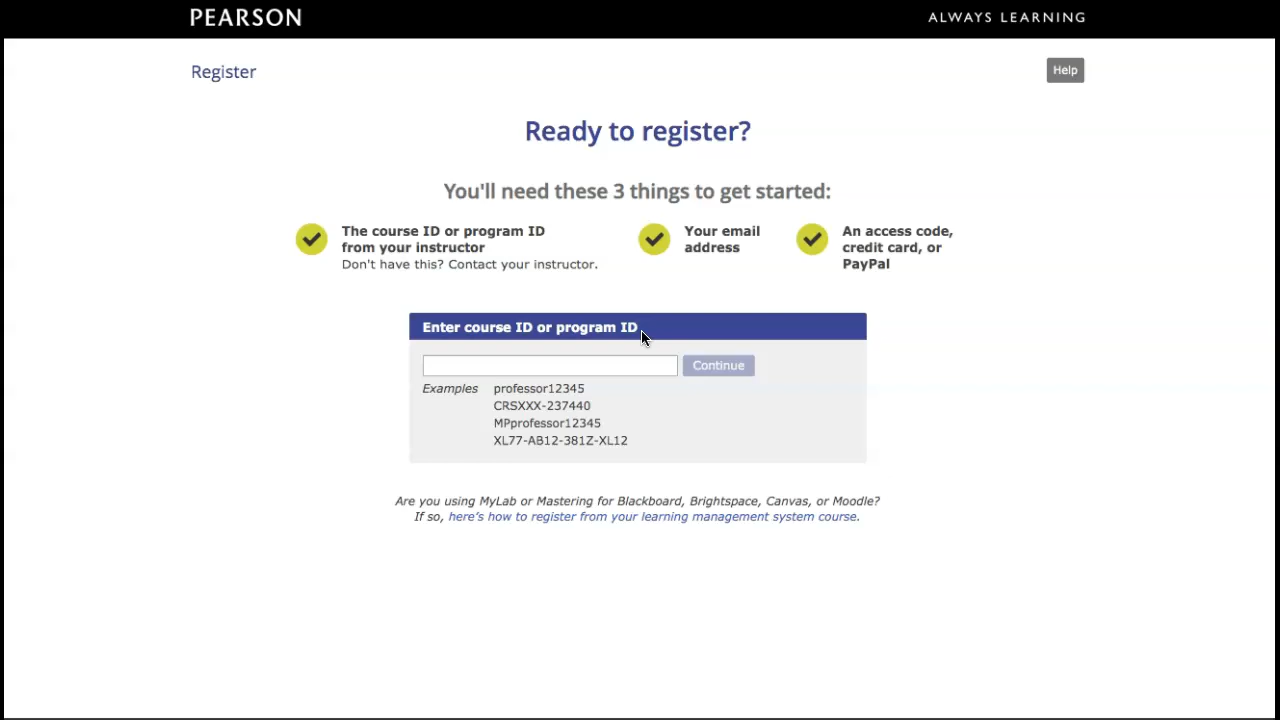 PEARSON
ALWAYS LEARNING
Register
Help
Ready to register?
You'll need these 3 things to get started:
The course ID or program ID
from your instructor
Don't have this? Contact your instructor.
Your email
address
An access code,
credit card, or
PayPal
Enter course ID or program ID
Continue
Examples
professor12345
CRSXXX-237440
MPprofessor12345
XL77-AB12-381Z-XL12
Are you using MyLab or Mastering for Blackboard, Brightspace, Canvas, or Moodle?
If so, here's how to register from your learning management system course.